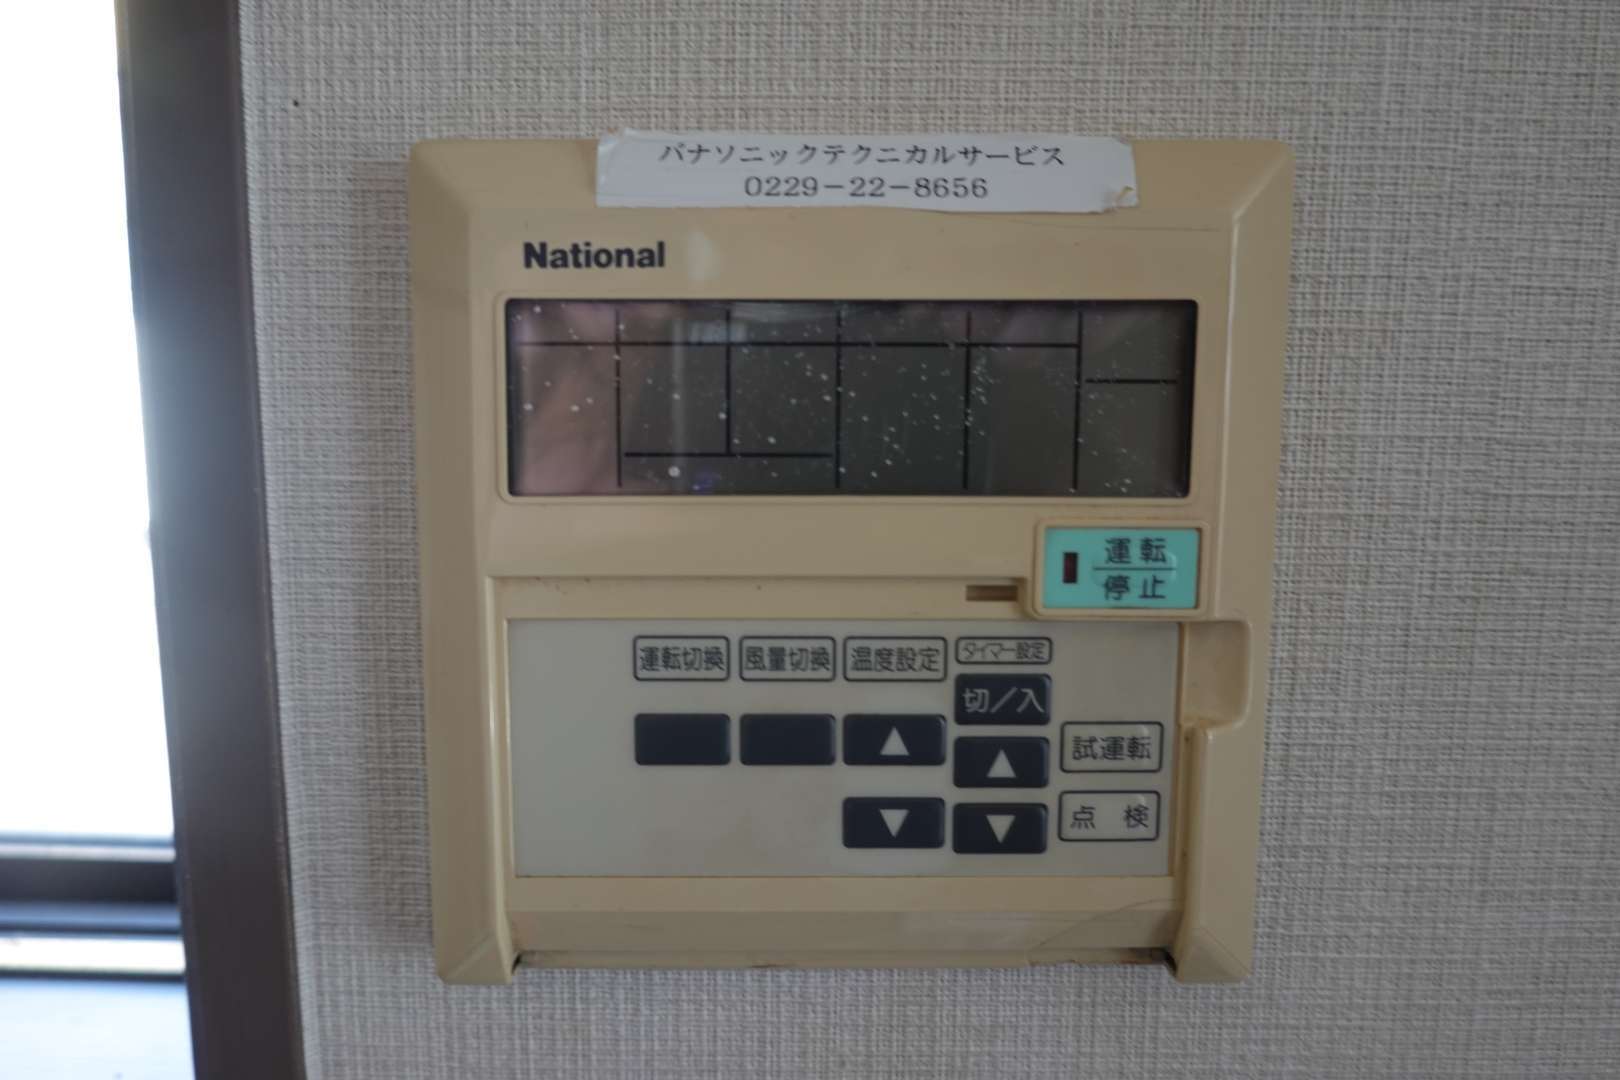 パナソニックテクニカルサービス
0229-22-8656
National
運転
停止
運転切換 風量切換 温度設定 タイマー設定
切/入
▲ ▲ 試運転
▼ ▼ 点検